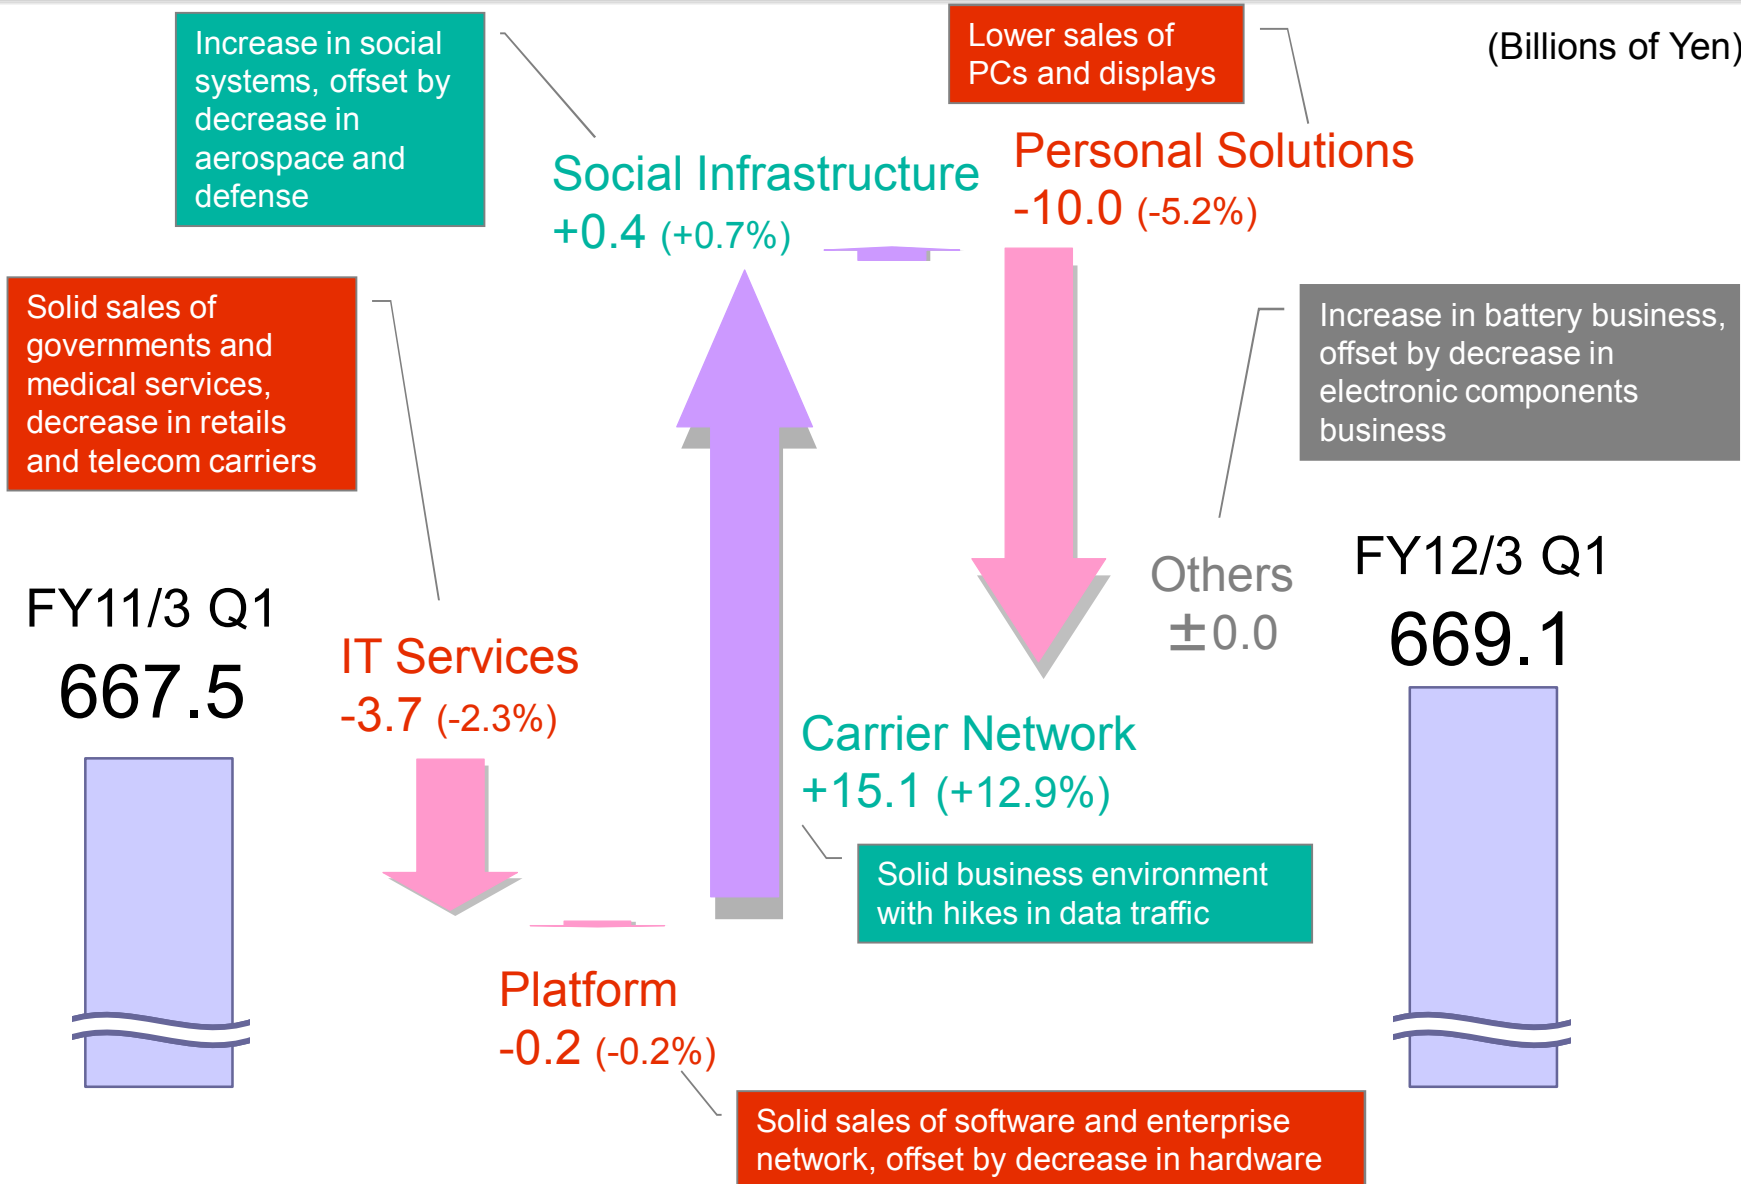 (Billions of Yen)
Increase in social
systems, offset by
decrease in
aerospace and
defense
Lower sales of
PCs and displays
Social Infrastructure
+0.4 (+0.7%)
Personal Solutions
-10.0 (-5.2%)
Solid sales of
governments and
medical services,
decrease in retails
and telecom carriers
Increase in battery business,
offset by decrease in
electronic components
business
FY11/3 Q1
667.5
IT Services
-3.7 (-2.3%)
Others
±0.0
FY12/3 Q1
669.1
Carrier Network
+15.1 (+12.9%)
Solid business environment
with hikes in data traffic
Platform
-0.2 (-0.2%)
Solid sales of software and enterprise
network, offset by decrease in hardware